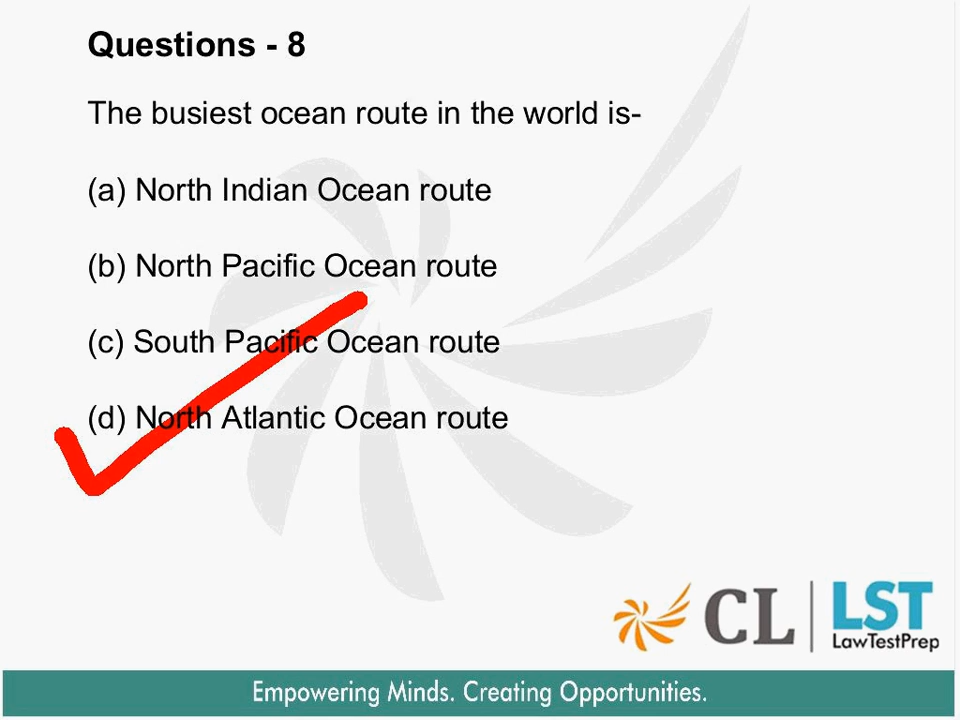 Questions - 8
The busiest ocean route in the world is-
(a) North Indian Ocean route
(b) North Pacific Ocean route
(c) South Pacific Ocean route
(d) North Atlantic Ocean route
CL | LST
LawTestPrep
Empowering Minds. Creating Opportunities.